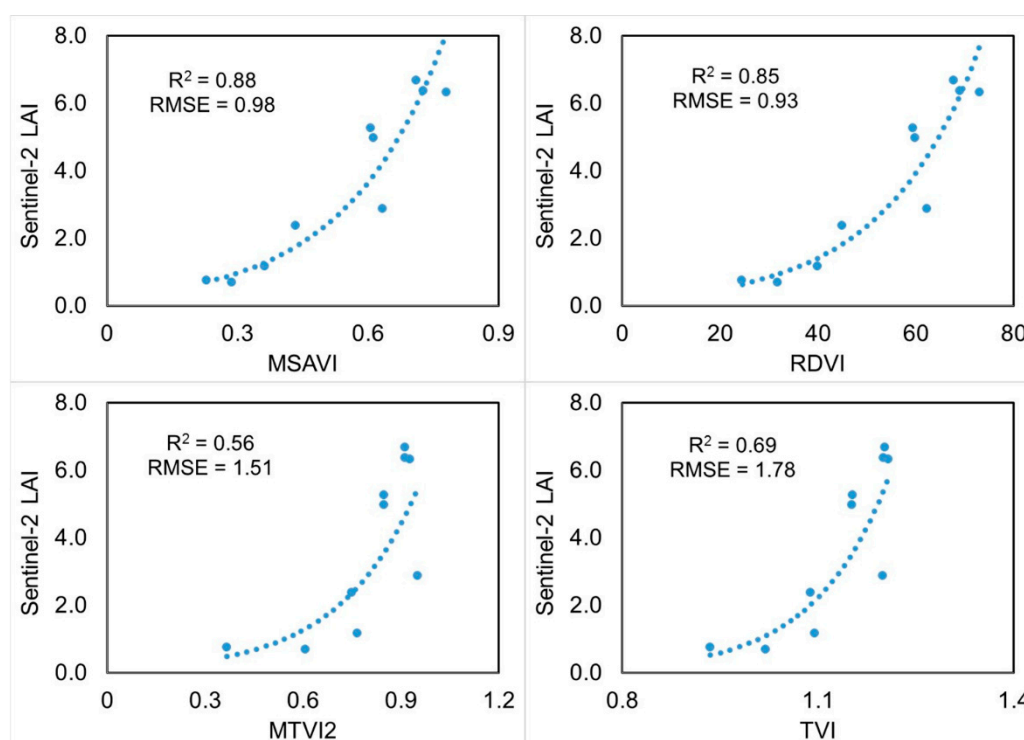 8.0
6.0
4.0
2.0
0.0
Sentinel-2 LAI
R² = 0.88
RMSE = 0.98
0 0.3 0.6 0.9
MSAVI
8.0
6.0
4.0
2.0
0.0
Sentinel-2 LAI
R² = 0.85
RMSE = 0.93
0 20 40 60 80
RDVI
8.0
6.0
4.0
2.0
0.0
Sentinel-2 LAI
R² = 0.56
RMSE = 1.51
0 0.3 0.6 0.9 1.2
MTVI2
8.0
6.0
4.0
2.0
0.0
Sentinel-2 LAI
R² = 0.69
RMSE = 1.78
0.8 1.1 1.4
TVI